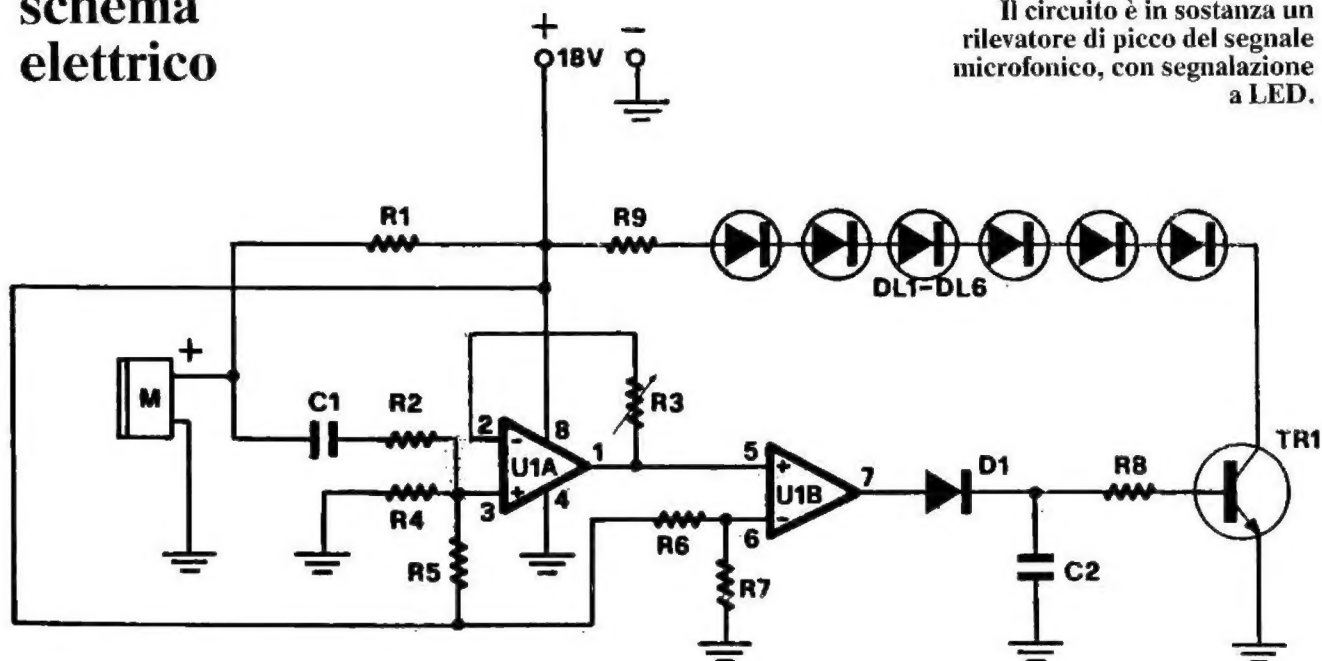 schema
elettrico
Il circuito è in sostanza un
rilevatore di picco del segnale
microfonico, con segnalazione
a LED.
+ -
18V
R1
R9
DL1-DL6
+
M
C1
R2
R3
2
-
8
U1A
1
+
3
4
R4
R5
5
+
U1B
7
-
6
R6
R7
D1
R8
TR1
C2